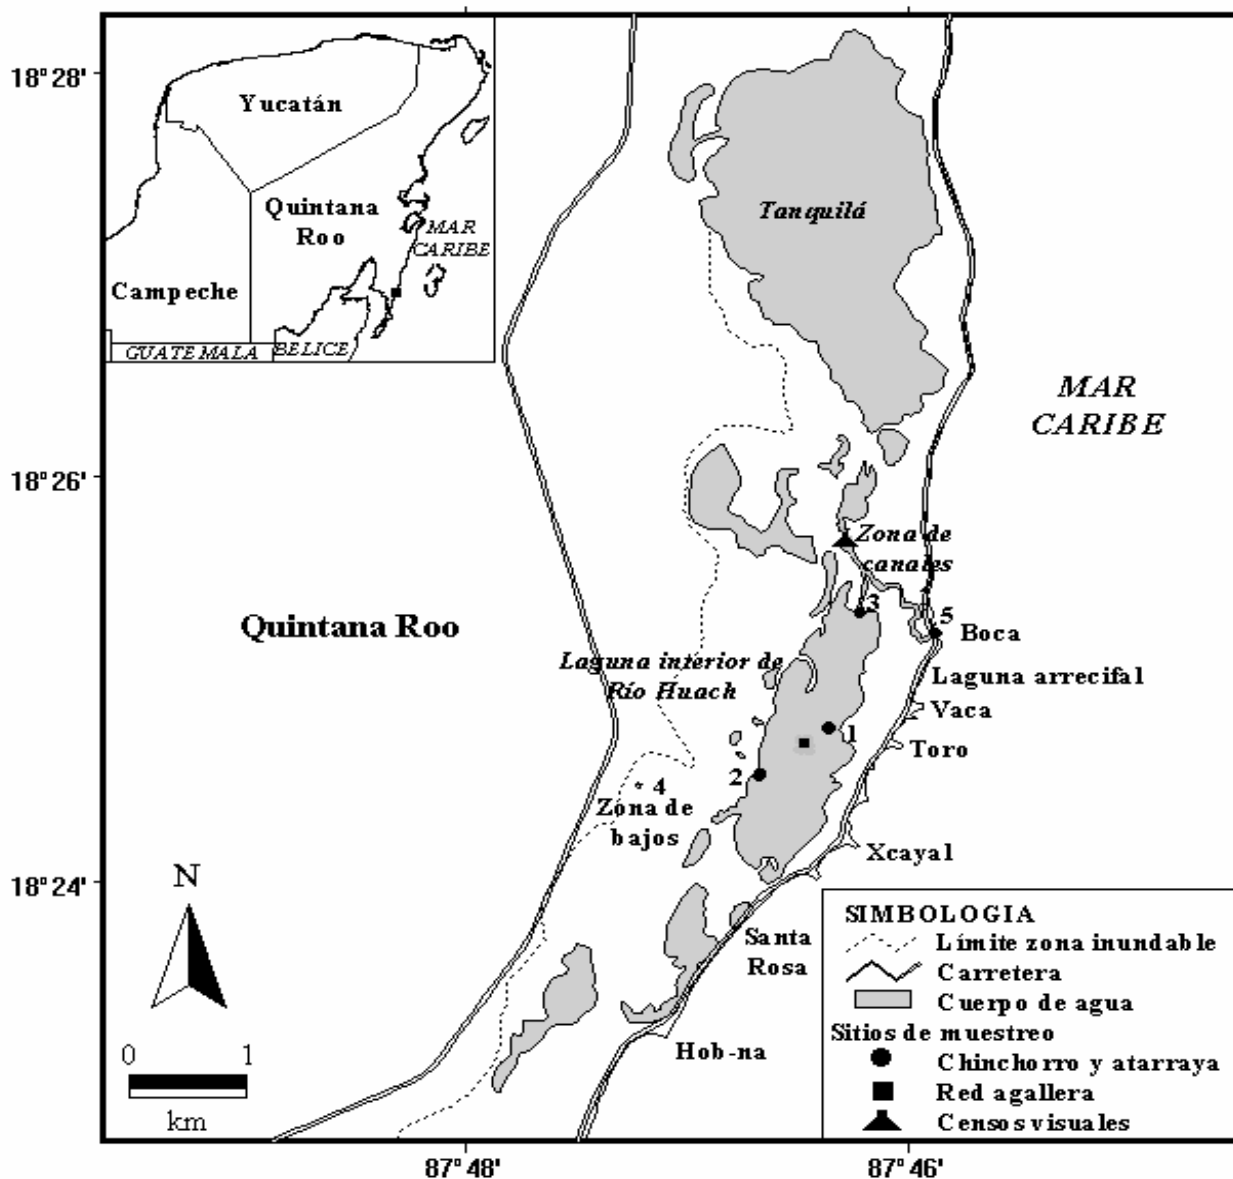 18°28'
18°26'
18°24'
87°48'
87°46'
Yucatán
Quintana
Roo
MAR
CARIBE
Campeche
GUATEMALA
BELICE
Tanquilá
MAR
CARIBE
Zona de
canales
3
5
Boca
Quintana Roo
Laguna interior de
Río Huach
Laguna arrecifal
Vaca
1
Toro
2
4
Zona de
bajos
Xcayal
N
Santa
Rosa
Hob-na
0 1
km
SIMBOLOGIA
Límite zona inundable
Carretera
Cuerpo de agua
Sitios de muestreo
Chinchorro y atarraya
Red agallera
Censos visuales